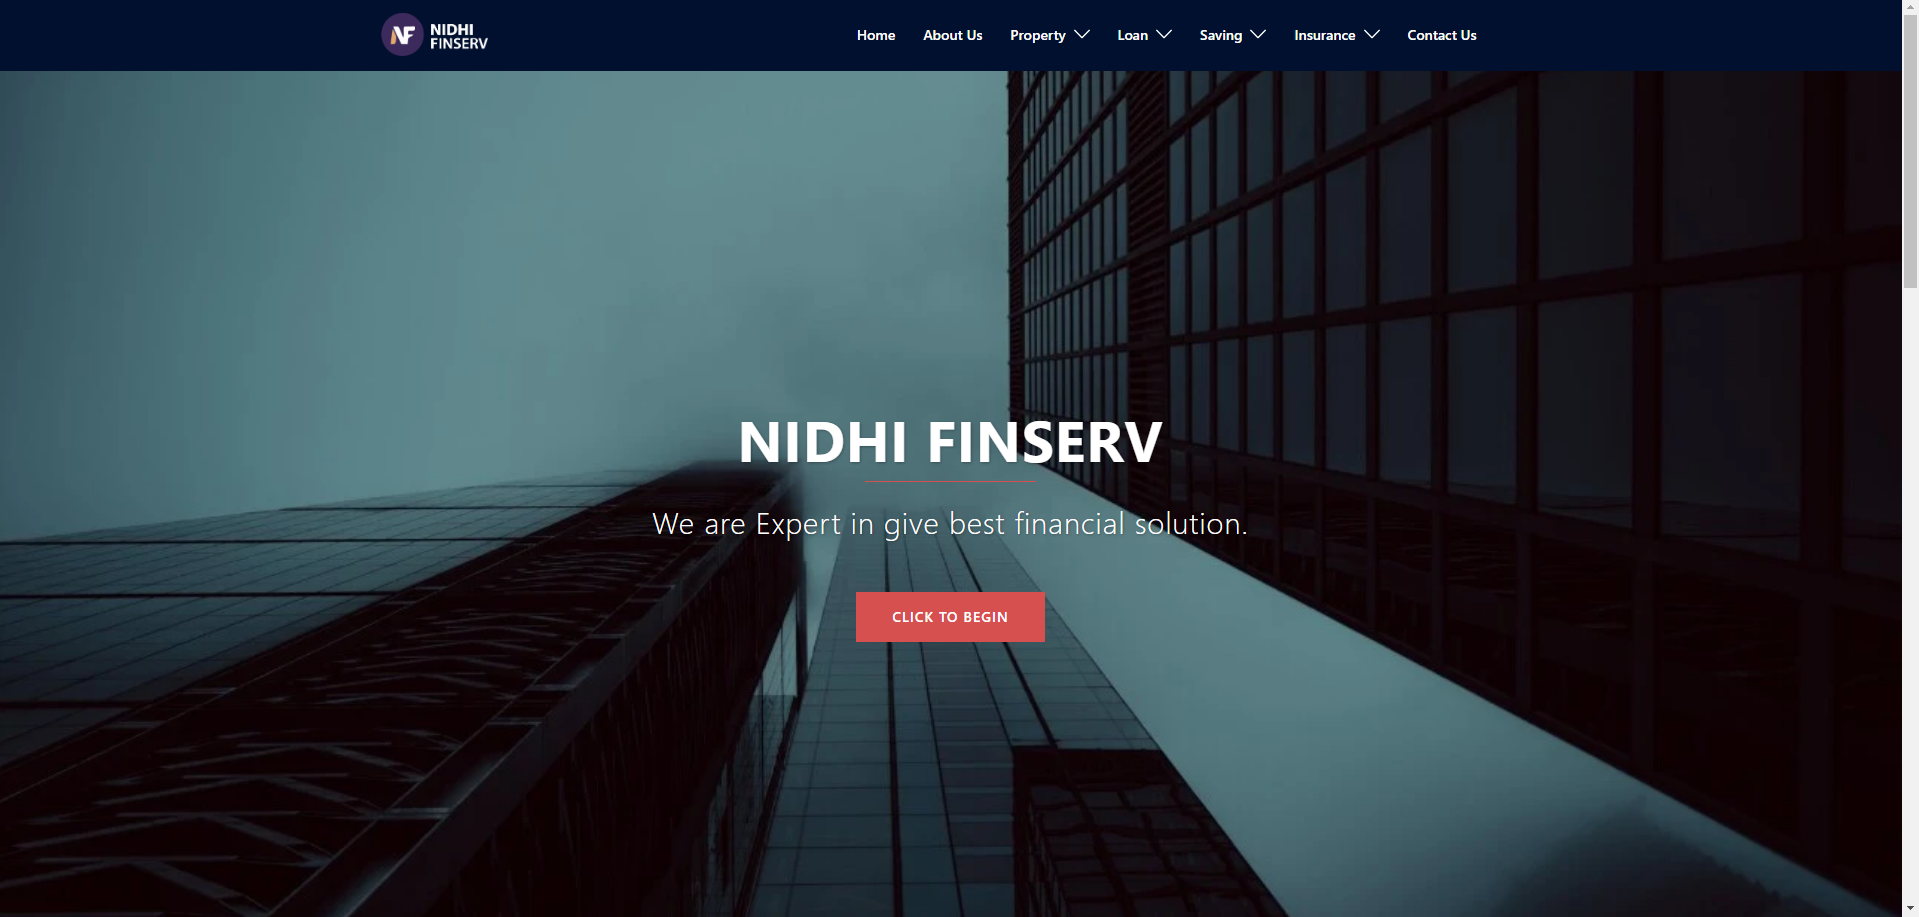 NF NIDHI
FINSERV
Home About Us Property Loan Saving Insurance Contact Us
NIDHI FINSERV
We are Expert in give best financial solution.
CLICK TO BEGIN